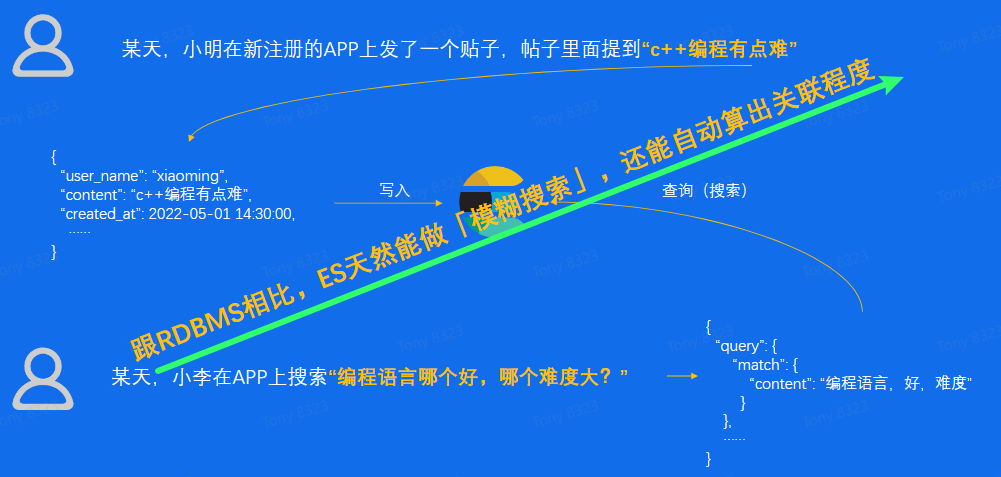 某天，小明在新注册的APP上发了一个贴子，帖子里面提到“c++编程有点难”
{
“user_name”: “xiaoming”,
“content”: “c++编程有点难”,
“created_at”: 2022-05-01 14:30:00,
……
}
写入
查询（搜索）
跟RDBMS相比，ES天然能做「模糊搜索」，还能自动算出关联程度
某天，小李在APP上搜索“编程语言哪个好，哪个难度大？”
{
“query”: {
“match”: {
“content”: “编程语言，好，难度”
}
},
……
}
Tony 8323